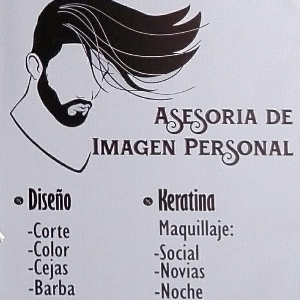 ASESORIA DE
IMAGEN PERSONAL
• Diseño
-Corte
-Color
-Cejas
-Barba
• Keratina
Maquillaje:
-Social
-Novias
-Noche